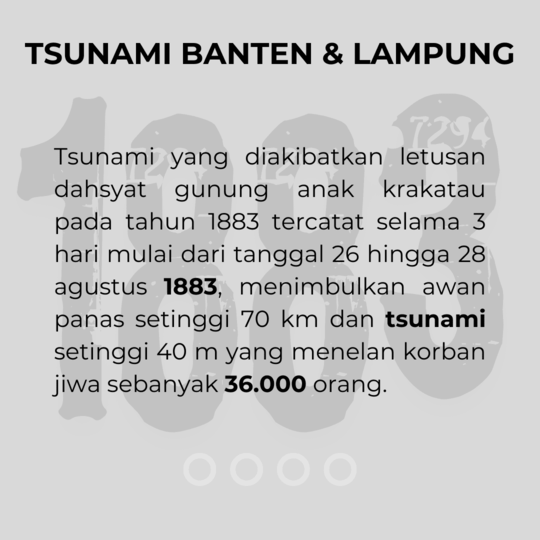 TSUNAMI BANTEN & LAMPUNG
Tsunami yang diakibatkan letusan
dahsyat gunung anak krakatau
pada tahun 1883 tercatat selama 3
hari mulai dari tanggal 26 hingga 28
agustus 1883, menimbulkan awan
panas setinggi 70 km dan tsunami
setinggi 40 m yang menelan korban
jiwa sebanyak 36.000 orang.
1883
7294